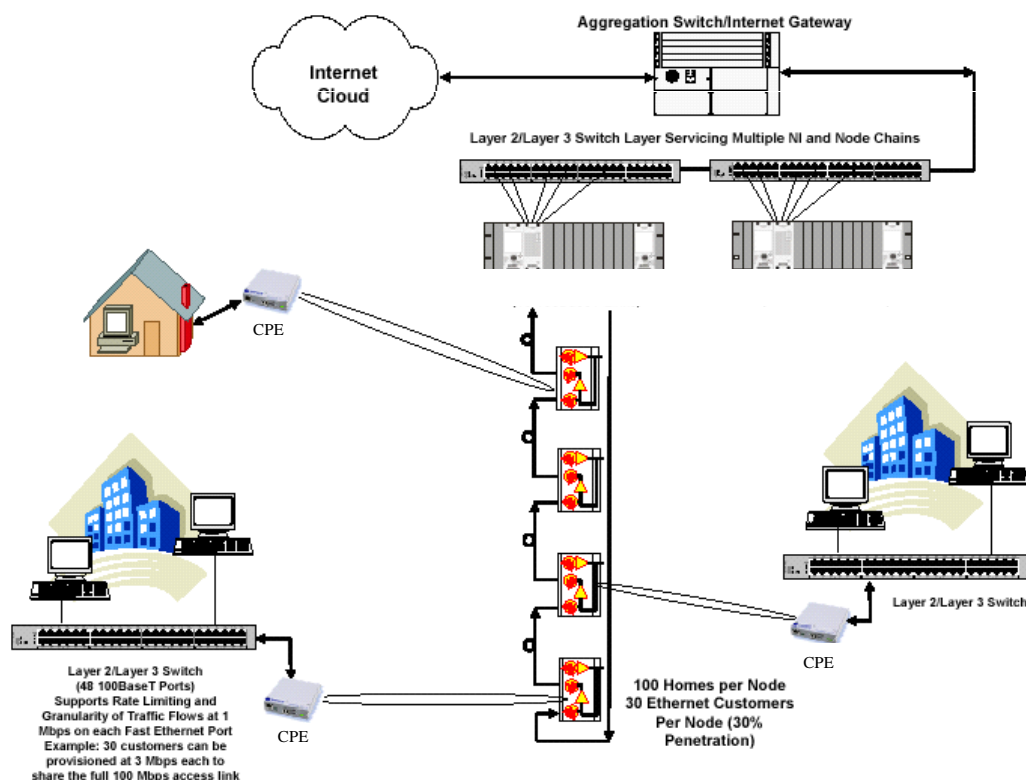 Aggregation Switch/Internet Gateway
Internet
Cloud
Layer 2/Layer 3 Switch Layer Servicing Multiple NI and Node Chains
CPE
Layer 2/Layer 3 Switch
CPE
Layer 2/Layer 3 Switch
(48 100BaseT Ports)
Supports Rate Limiting and
Granularity of Traffic Flows at 1
Mbps on each Fast Ethernet Port
Example: 30 customers can be
provisioned at 3 Mbps each to
share the full 100 Mbps access link
CPE
100 Homes per Node
30 Ethernet Customers
Per Node (30%
Penetration)